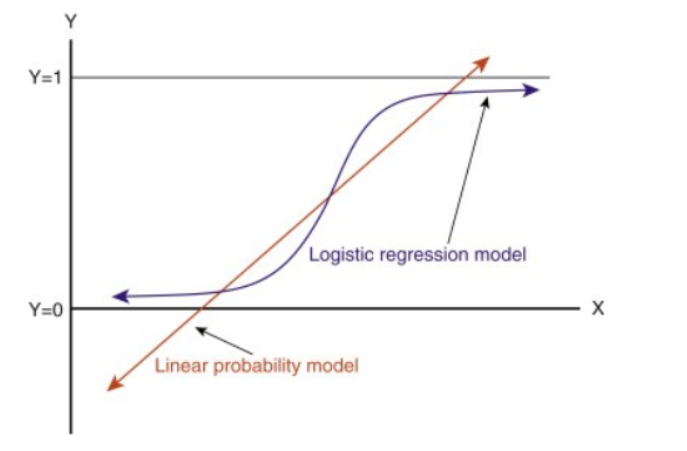 Y
Y=1
Logistic regression model
Y=0
X
Linear probability model